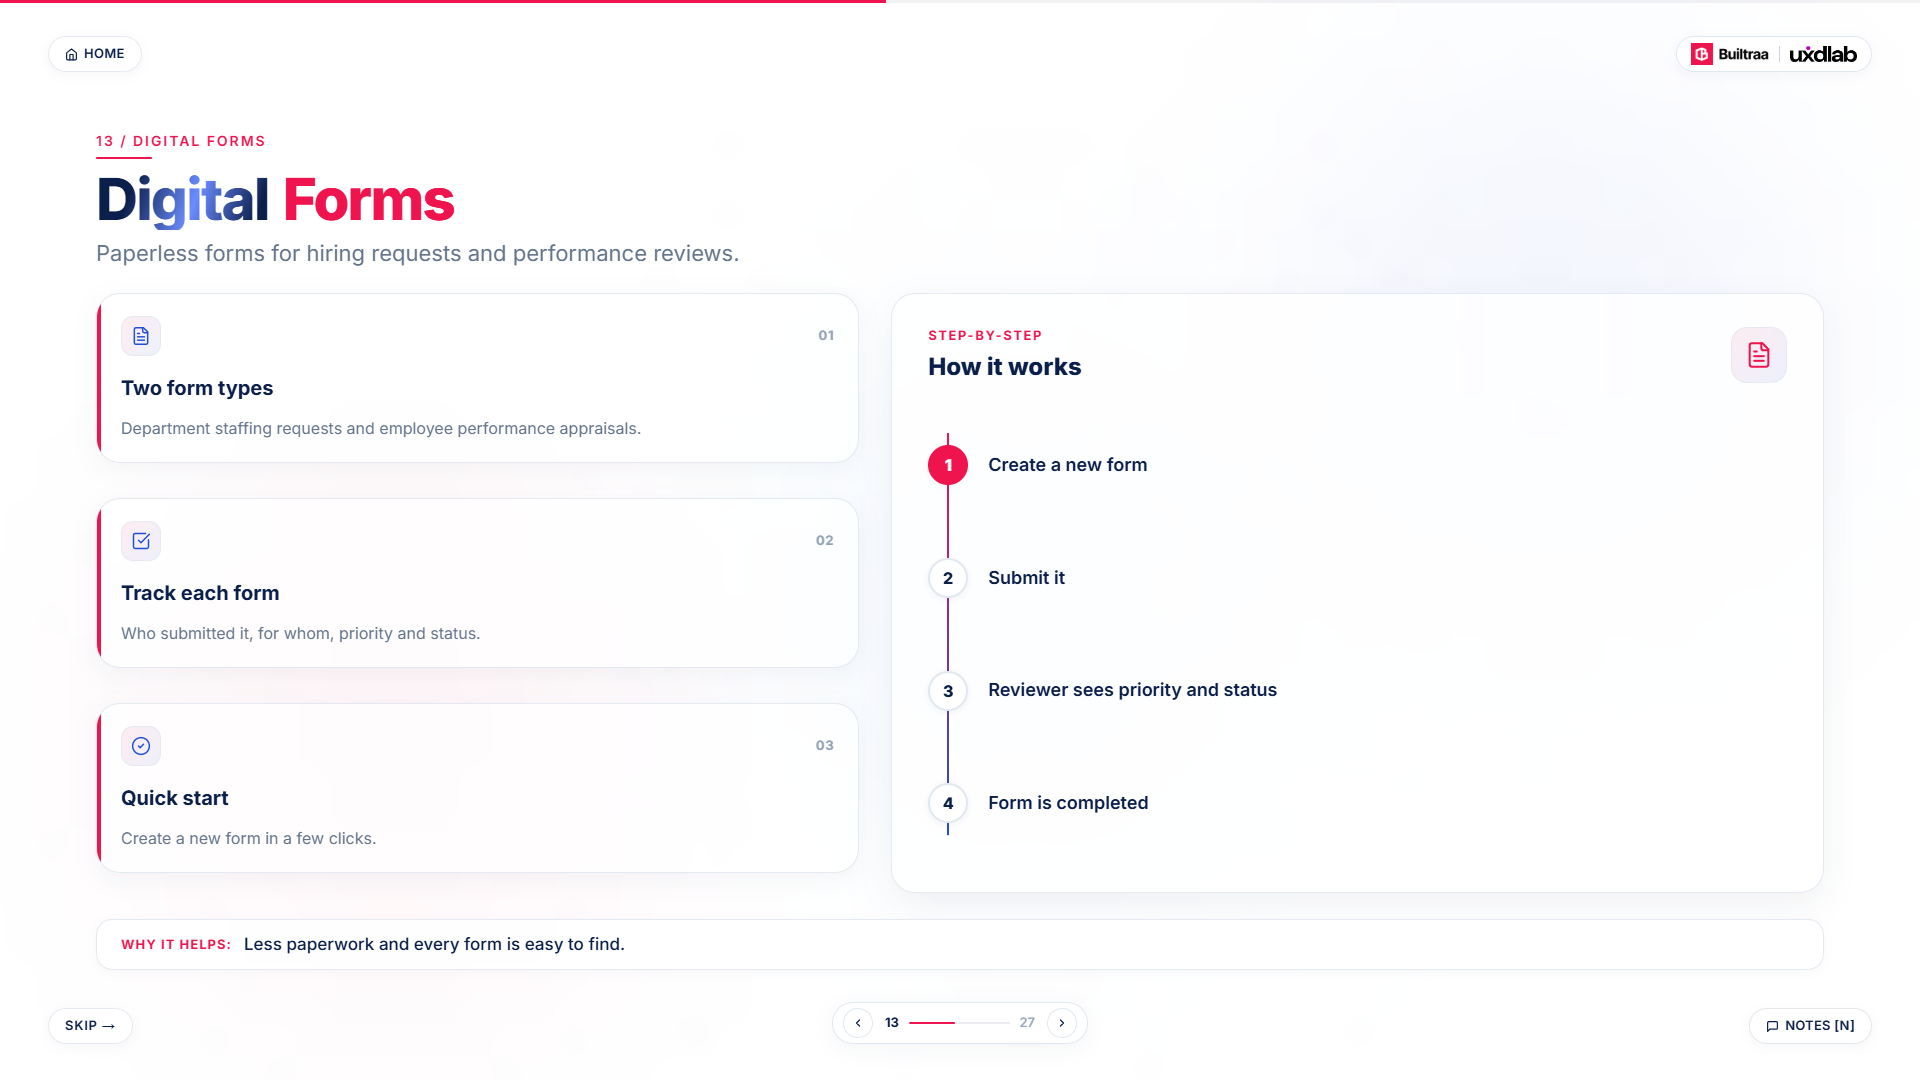 HOME
Builtraa
uxdlab
13 / DIGITAL FORMS
Digital Forms
Paperless forms for hiring requests and performance reviews.
01
Two form types
Department staffing requests and employee performance appraisals.
02
Track each form
Who submitted it, for whom, priority and status.
03
Quick start
Create a new form in a few clicks.
STEP-BY-STEP
How it works
1 Create a new form
2 Submit it
3 Reviewer sees priority and status
4 Form is completed
WHY IT HELPS: Less paperwork and every form is easy to find.
SKIP →
13 27
NOTES [N]